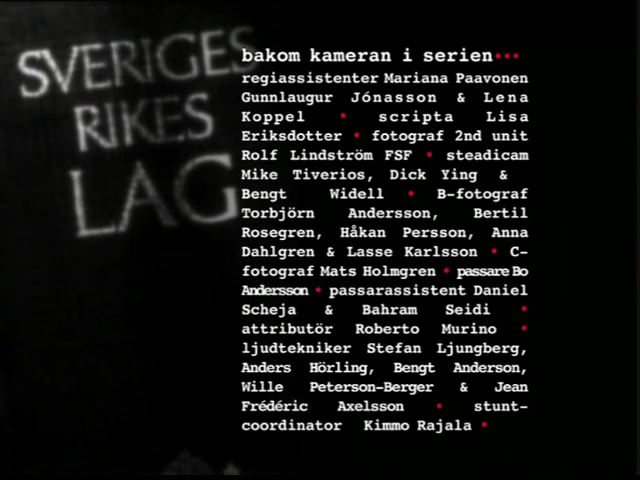 SVERIGES
RIKES
LAG
bakom kameran i serien•••
regiassistenter Mariana Paavonen
Gunnlaugur Jónasson & Lena
Koppel • scripta Lisa
Eriksdotter • fotograf 2nd unit
Rolf Lindström FSF • steadicam
Mike Tiverios, Dick Ying &
Bengt Widell • B-fotograf
Torbjörn Andersson, Bertil
Rosegren, Håkan Persson, Anna
Dahlgren & Lasse Karlsson • C-
fotograf Mats Holmgren • passare Bo
Andersson • passarassistent Daniel
Scheja & Bahram Seidi •
attributör Roberto Murino •
ljudtekniker Stefan Ljungberg,
Anders Hörling, Bengt Anderson,
Wille Peterson-Berger & Jean
Frédéric Axelsson • stunt-
coordinator Kimmo Rajala •